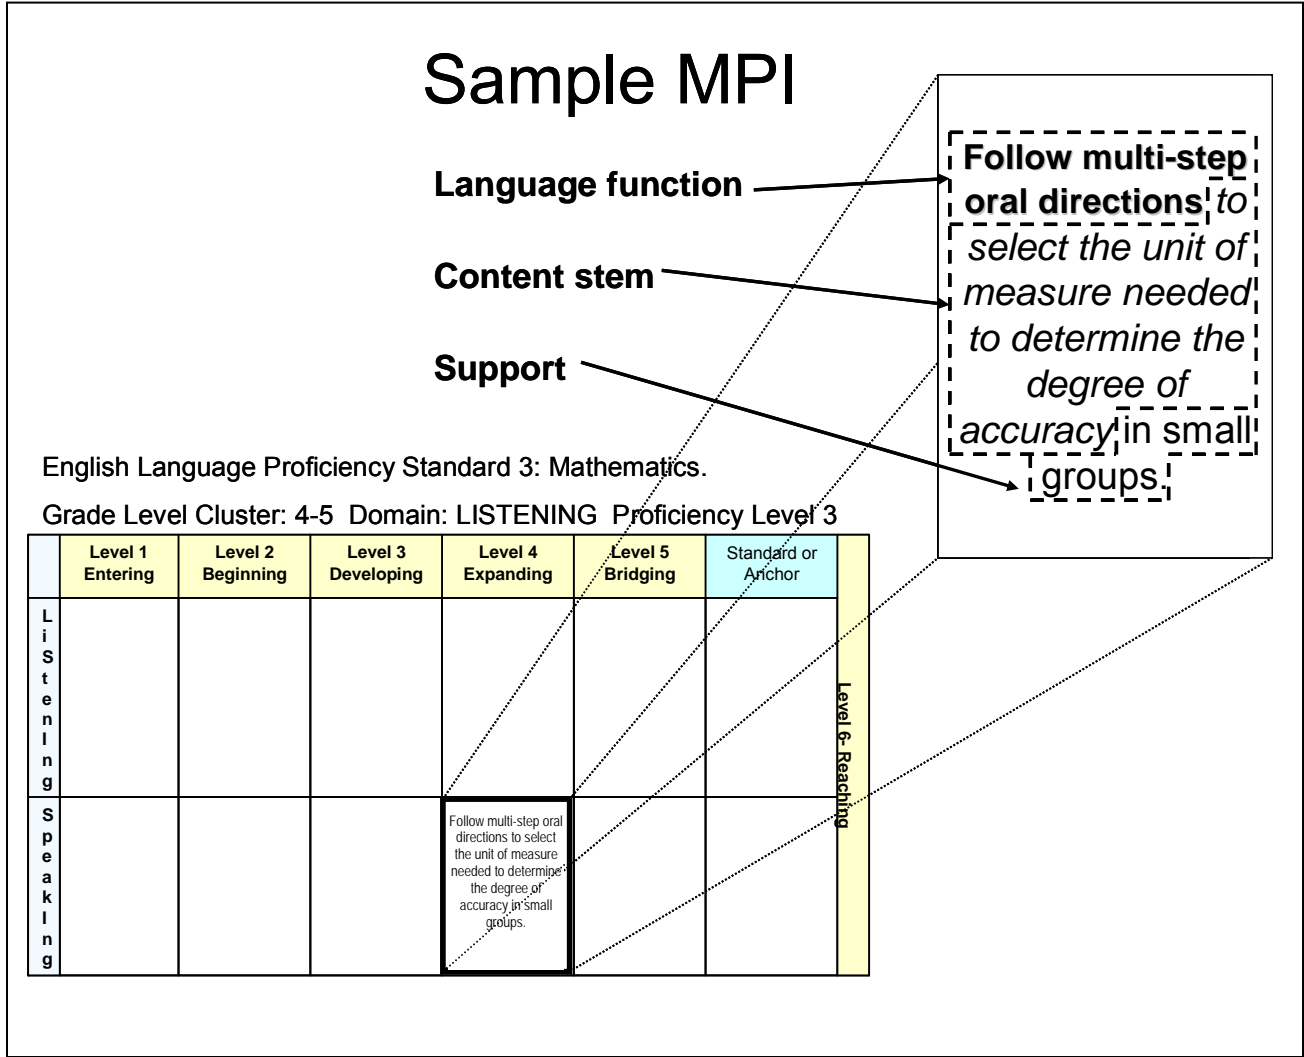 Sample MPI
Language function
Content stem
Support
Follow multi-step
oral directions to
select the unit of
measure needed
to determine the
degree of
accuracy in small
groups.
English Language Proficiency Standard 3: Mathematics.
Grade Level Cluster: 4-5 Domain: LISTENING Proficiency Level 3
Level 1
Entering
Level 2
Beginning
Level 3
Developing
Level 4
Expanding
Level 5
Bridging
Standard or
Anchor
Level 6- Reaching
L
i
S
t
e
n
I
n
g
S
p
e
a
k
I
n
g
Follow multi-step oral
directions to select
the unit of measure
needed to determine
the degree of
accuracy in small
groups.